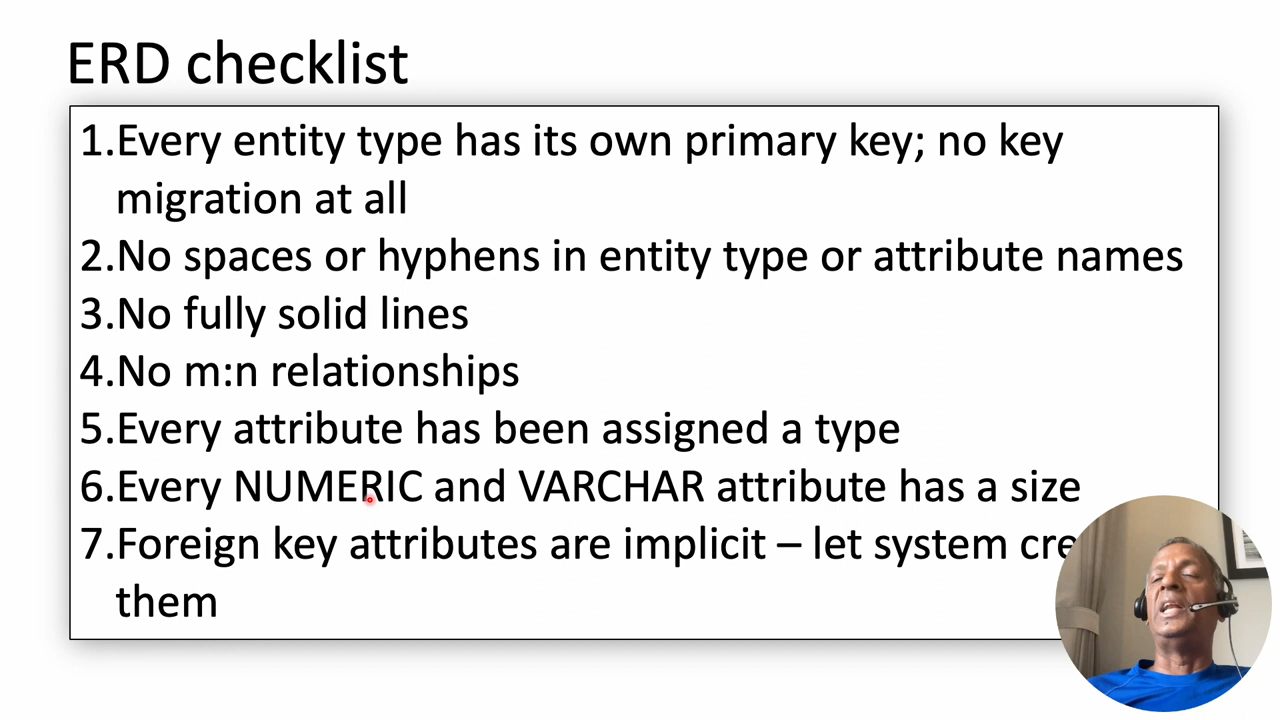 ERD checklist
1.Every entity type has its own primary key; no key
migration at all
2.No spaces or hyphens in entity type or attribute names
3.No fully solid lines
4.No m:n relationships
5.Every attribute has been assigned a type
6.Every NUMERIC and VARCHAR attribute has a size
7.Foreign key attributes are implicit – let system
them